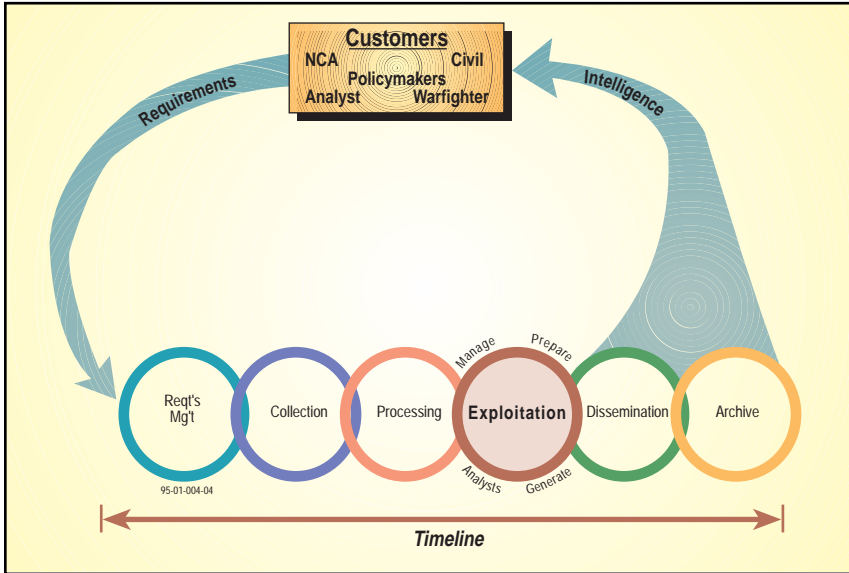 Customers
NCA Civil
Policymakers
Analyst Warfighter
Requirements
Intelligence
Manage Prepare
Reqt's
Mg't
Collection
Processing
Exploitation
Dissemination
Archive
Analysts Generate
95-01-004-04
Timeline